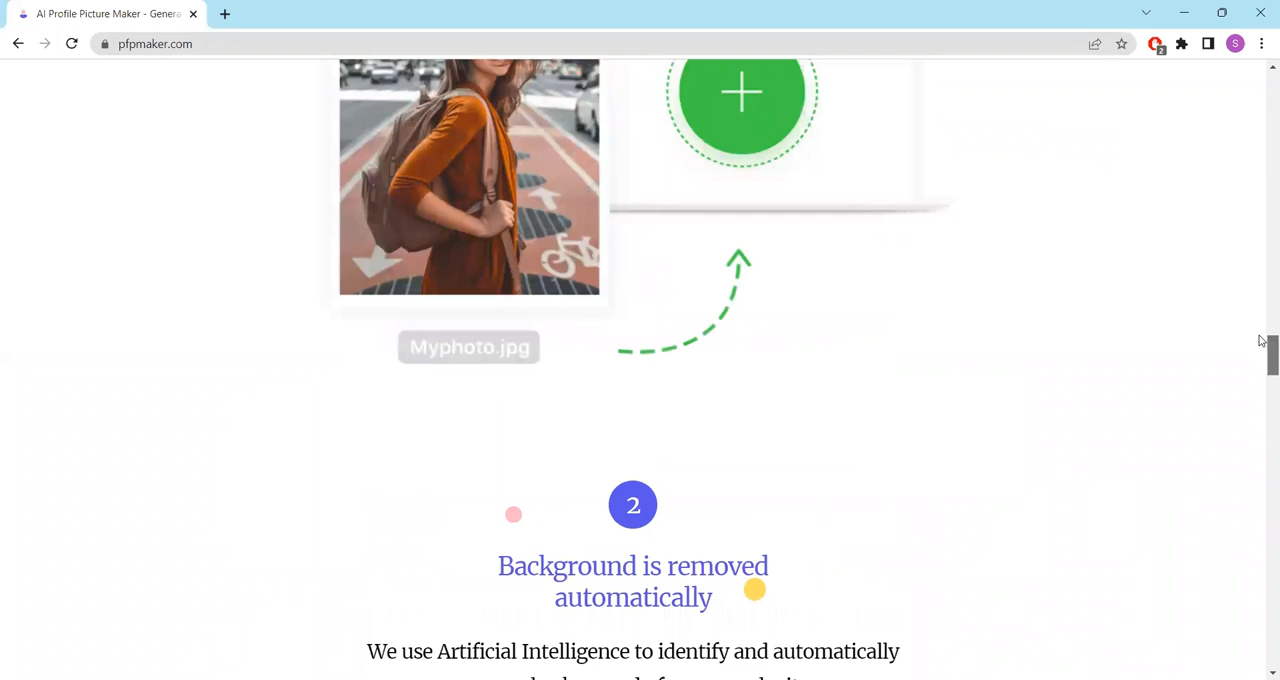 AI Profile Picture Maker - Genera
pfpmaker.com
2
S
Myphoto.jpg
2
Background is removed
automatically
We use Artificial Intelligence to identify and automatically